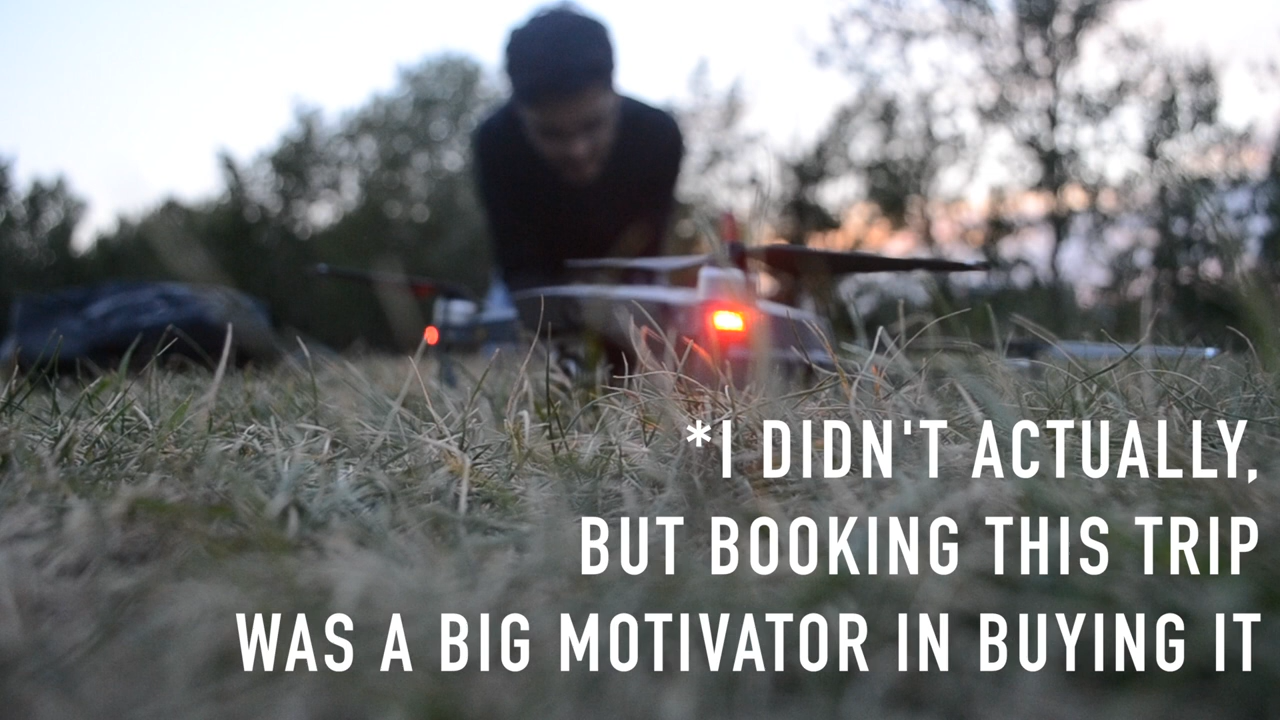 *I DIDN'T ACTUALLY,
BUT BOOKING THIS TRIP
WAS A BIG MOTIVATOR IN BUYING IT